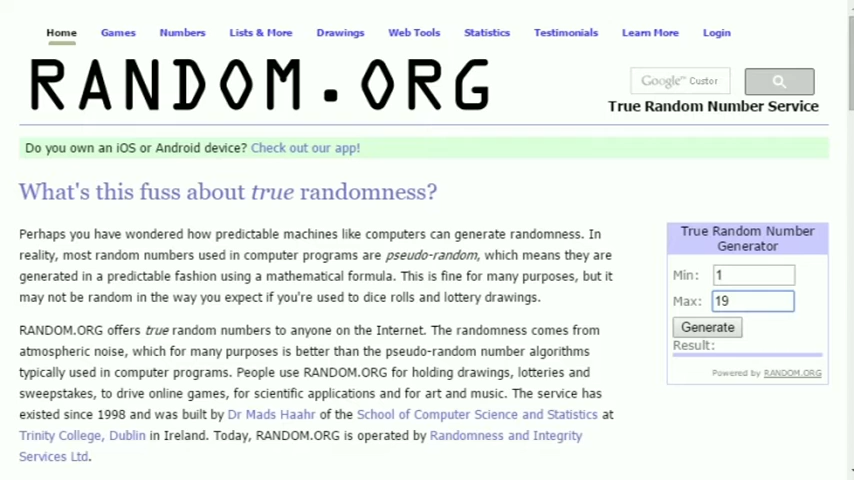 Home Games Numbers Lists & More Drawings Web Tools Statistics Testimonials Learn More Login
RANDOM.ORG
Google™ Custor
True Random Number Service
Do you own an iOS or Android device? Check out our app!
What's this fuss about true randomness?
Perhaps you have wondered how predictable machines like computers can generate randomness. In
reality, most random numbers used in computer programs are pseudo-random, which means they are
generated in a predictable fashion using a mathematical formula. This is fine for many purposes, but it
may not be random in the way you expect if you're used to dice rolls and lottery drawings.
RANDOM.ORG offers true random numbers to anyone on the Internet. The randomness comes from
atmospheric noise, which for many purposes is better than the pseudo-random number algorithms
typically used in computer programs. People use RANDOM.ORG for holding drawings, lotteries and
sweepstakes, to drive online games, for scientific applications and for art and music. The service has
existed since 1998 and was built by Dr Mads Haahr of the School of Computer Science and Statistics at
Trinity College, Dublin in Ireland. Today, RANDOM.ORG is operated by Randomness and Integrity
Services Ltd.
True Random Number
Generator
Min: 1
Max: 19
Generate
Result:
Powered by RANDOM.ORG